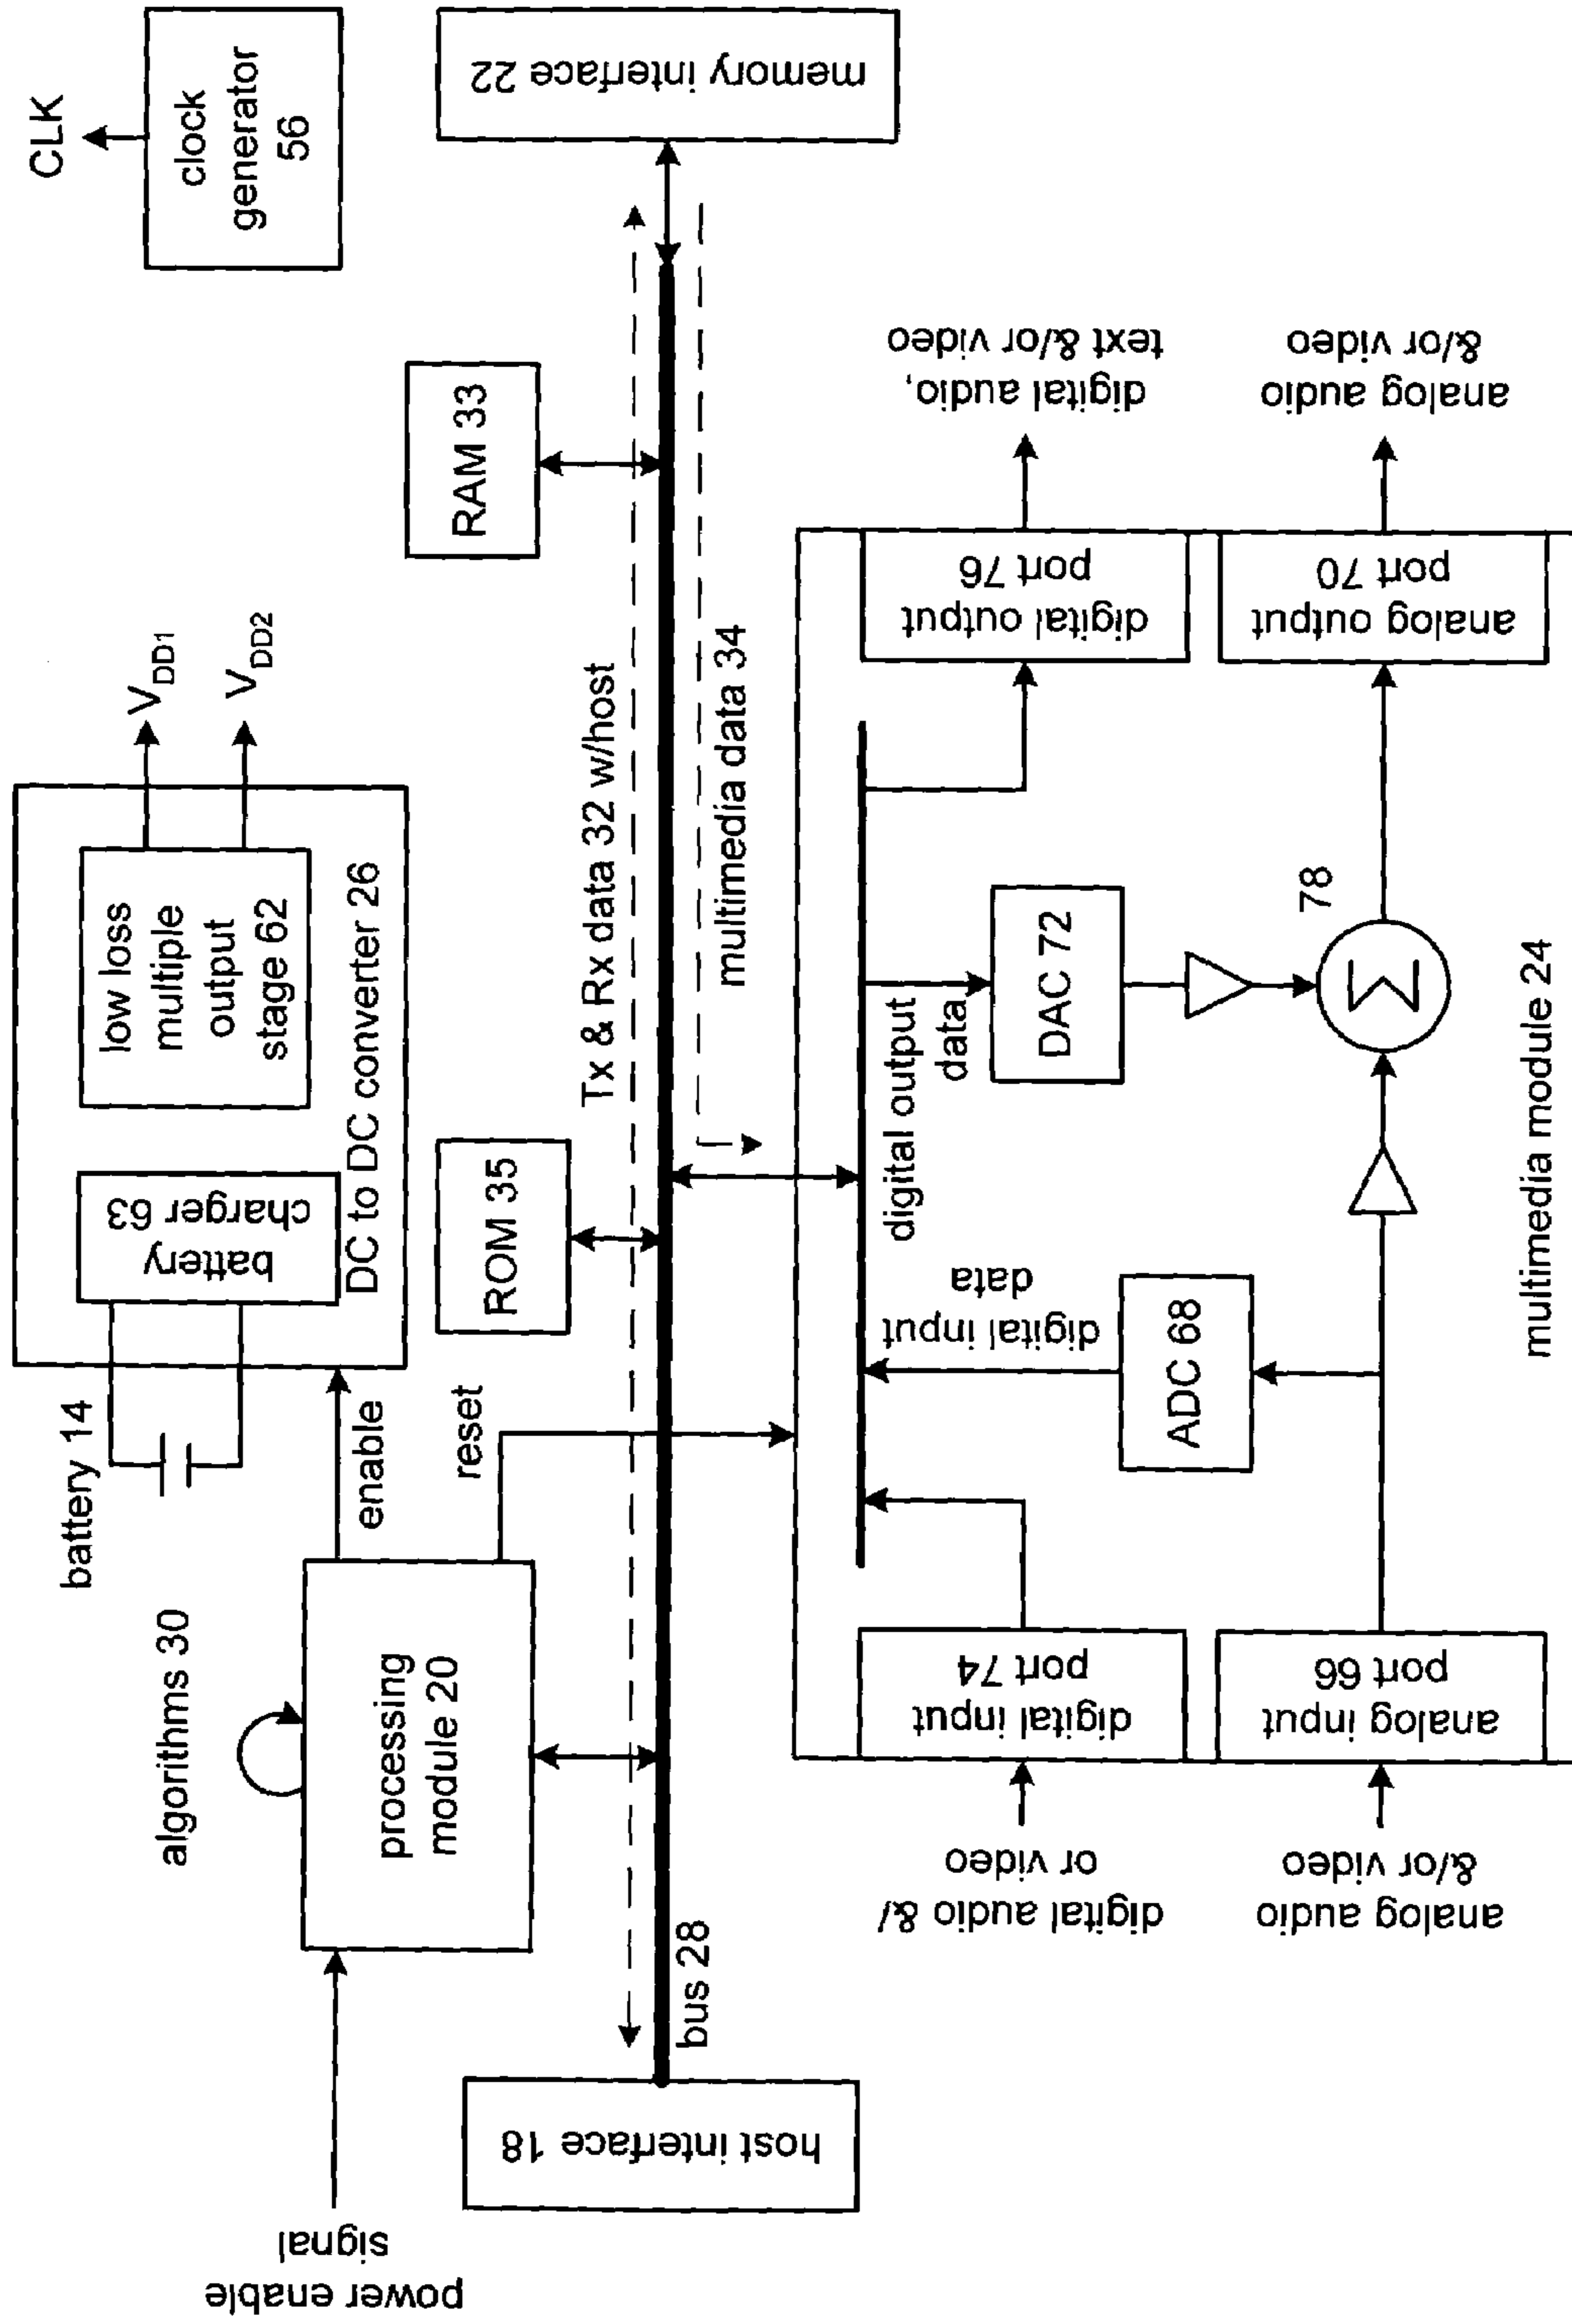 power enable
signal
algorithms 30
processing
module 20
battery 14
enable
reset
battery
charger 63
low loss
multiple
output
stage 62
DC to DC converter 26
VDD1
VDD2
CLK
clock
generator
56
host interface 18
bus 28
ROM 35
RAM 33
Tx & Rx data 32 w/host
multimedia data 34
memory interface 22
digital audio &/
or video
digital input
port 74
analog audio
&/or video
analog input
port 66
digital input
data
ADC 68
digital output
data
DAC 72
78
Σ
digital output
port 76
digital audio,
text &/or video
analog output
port 70
analog audio
&/or video
multimedia module 24